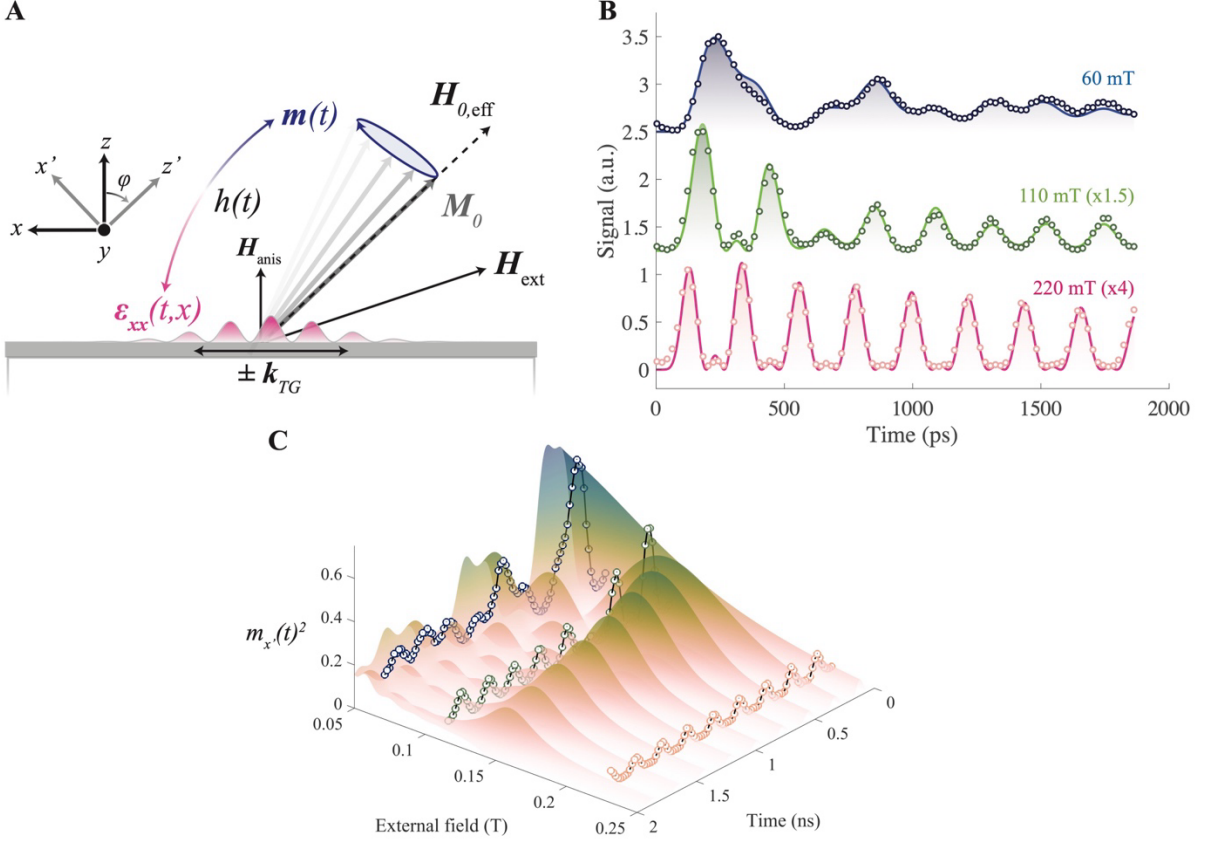 A
x'
z
z'
φ
x
y
m(t)
h(t)
H0,eff
M0
Hanis
Hext
εxx(t,x)
± kTG
B
Signal (a.u.)
3.5
3
2.5
2
1.5
1
0.5
0
60 mT
110 mT (x1.5)
220 mT (x4)
0 500 1000 1500 2000
Time (ps)
C
mx'(t)2
0.6
0.4
0.2
0
0.05
0.1
0.15
0.2
0.25
External field (T)
2
1.5
1
0.5
0
Time (ns)